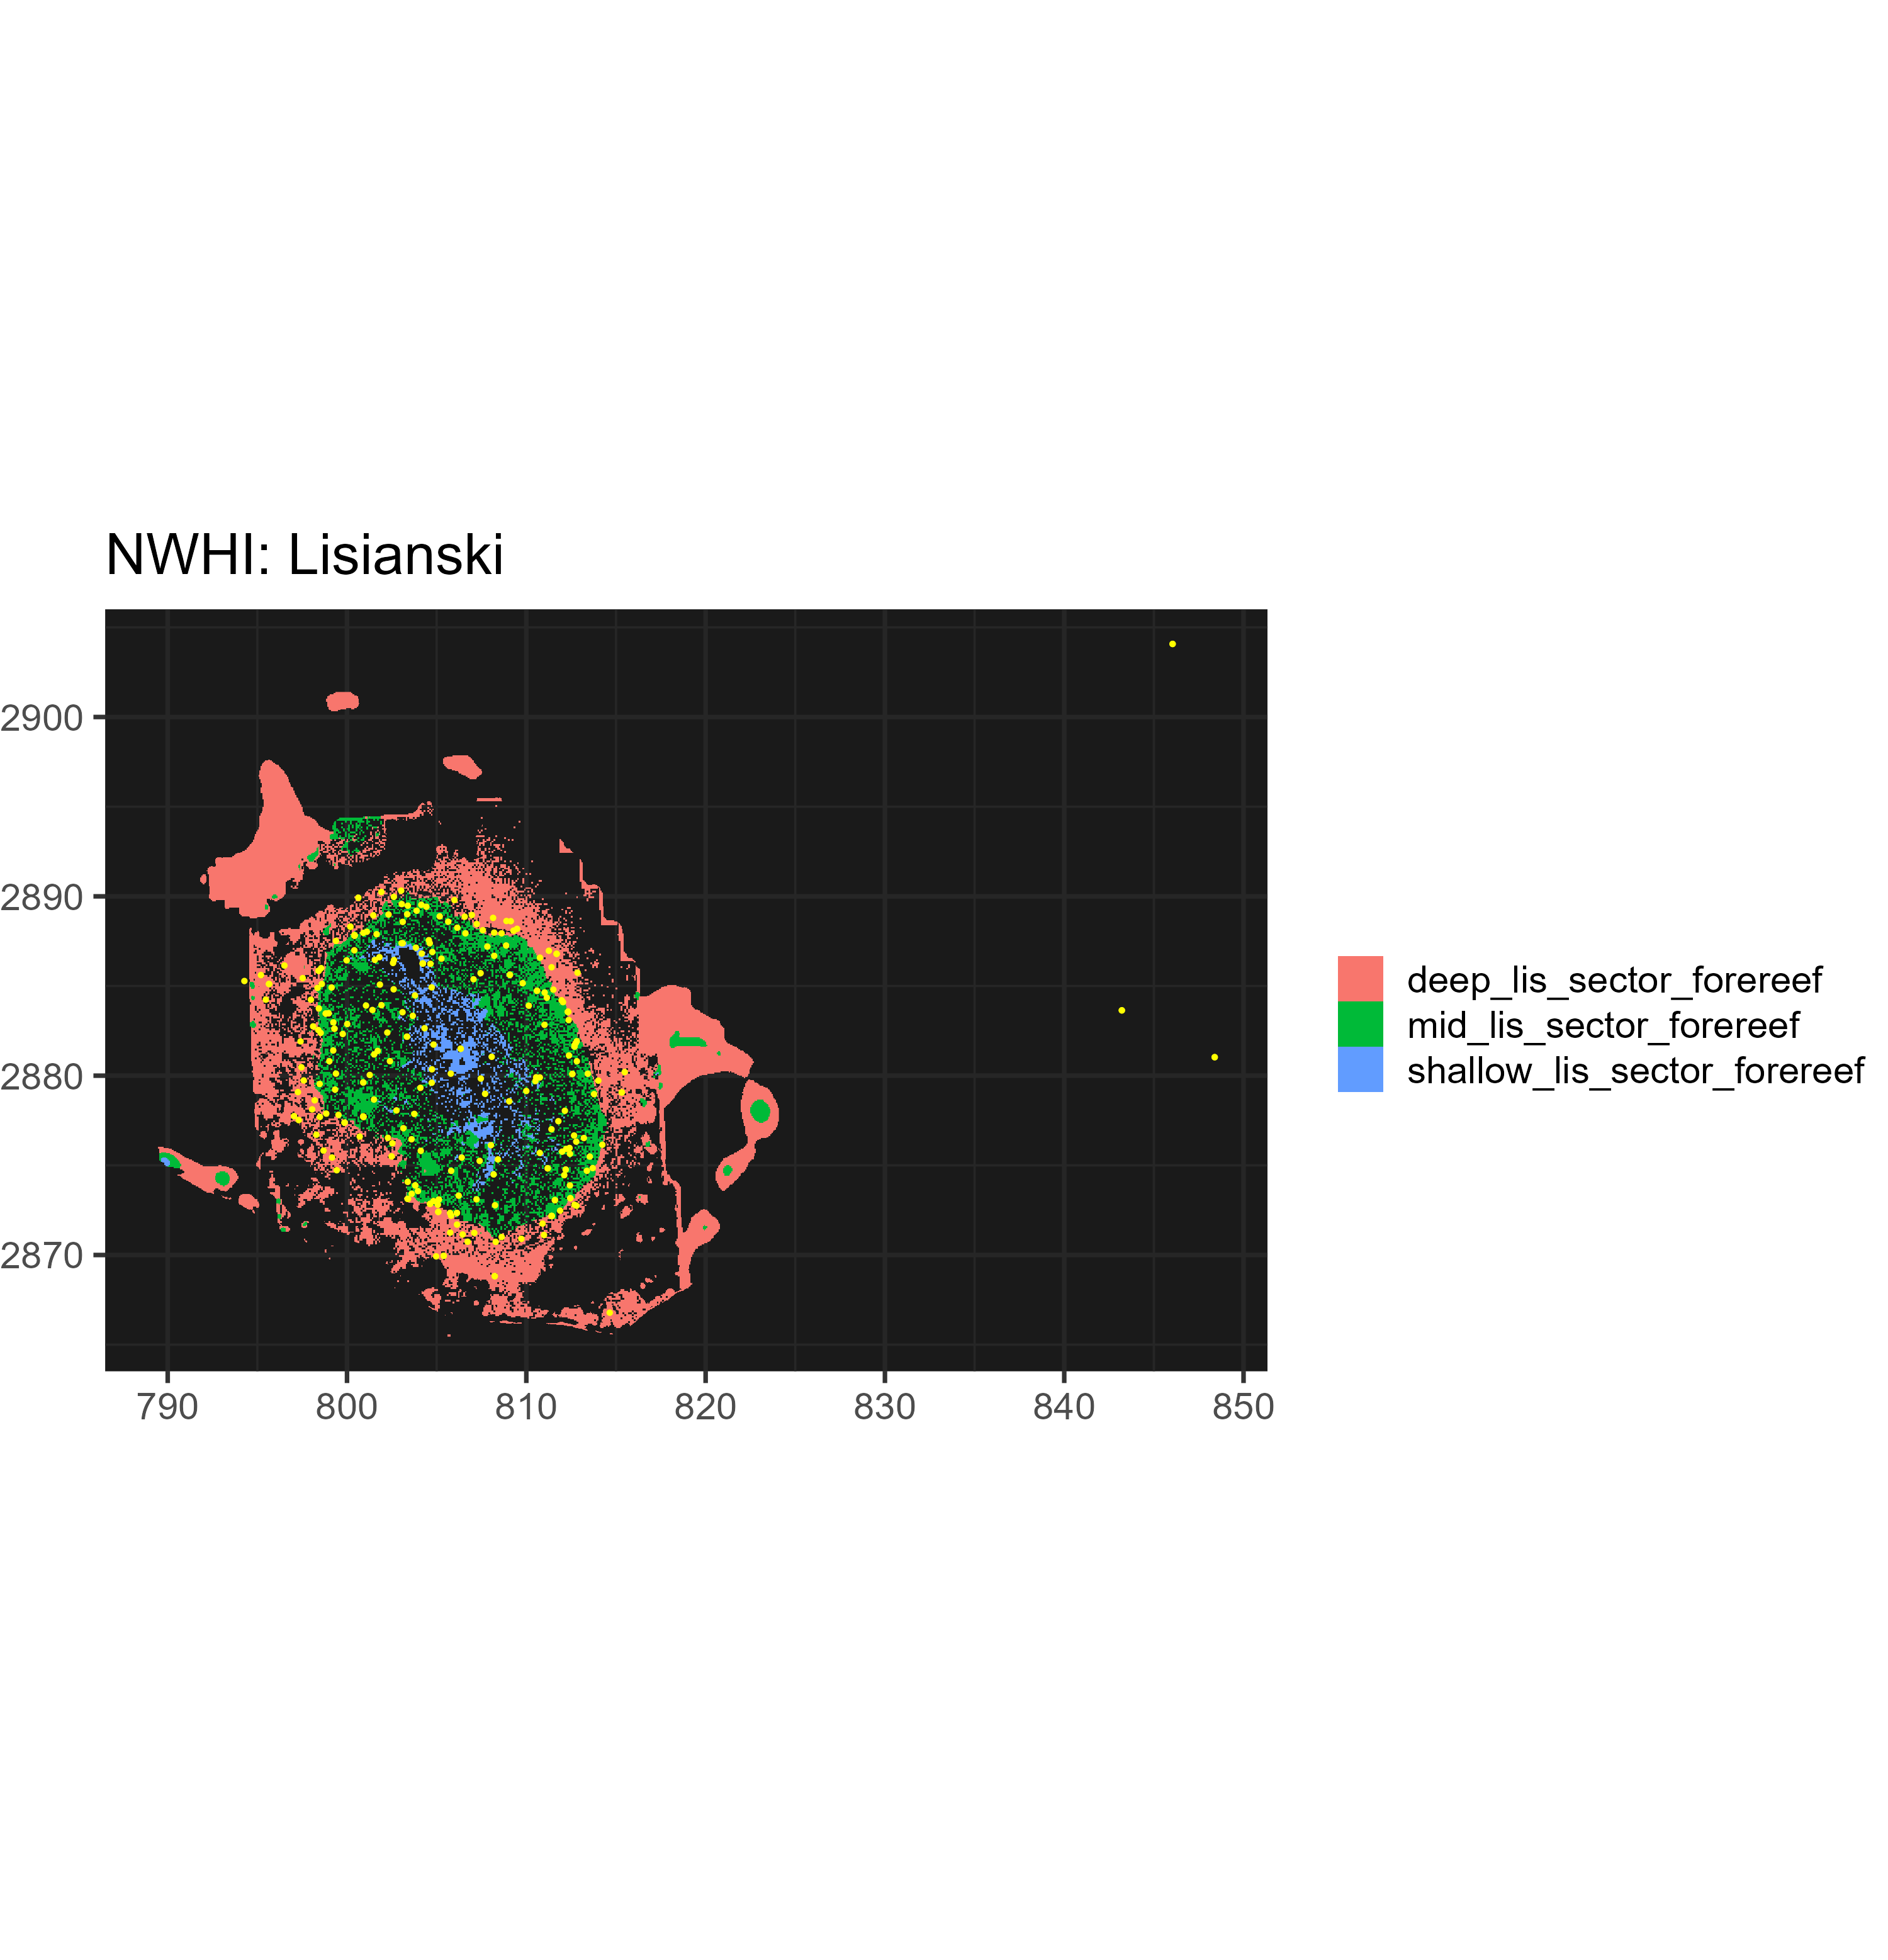 NWHI: Lisianski
2900
2890
2880
2870
790 800 810 820 830 840 850
deep_lis_sector_forereef
mid_lis_sector_forereef
shallow_lis_sector_forereef